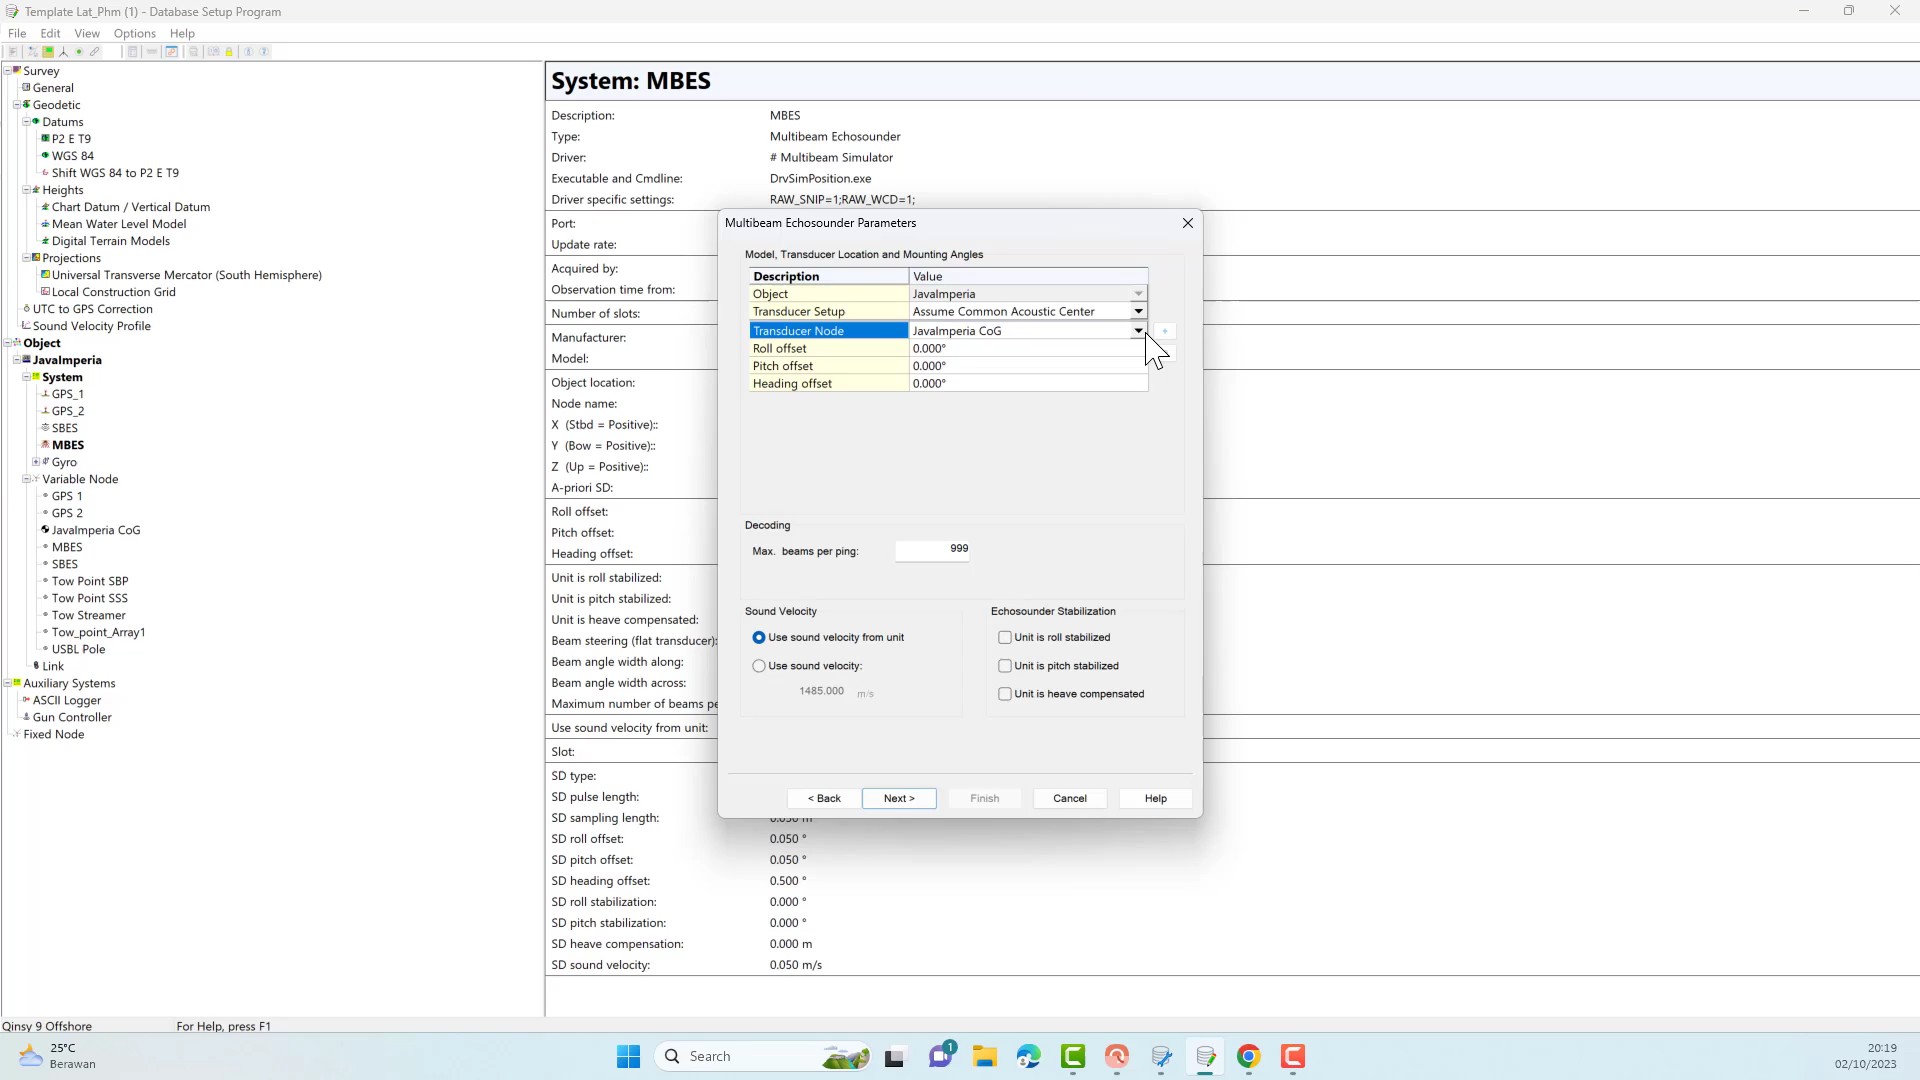 Template Lat_Phm (1) - Database Setup Program
File Edit View Options Help
Survey
General
Geodetic
Datums
P2 E T9
WGS 84
Shift WGS 84 to P2 E T9
Heights
Chart Datum / Vertical Datum
Mean Water Level Model
Digital Terrain Models
Projections
Universal Transverse Mercator (South Hemisphere)
Local Construction Grid
UTC to GPS Correction
Sound Velocity Profile
Object
JavaImperia
System
GPS_1
GPS_2
SBES
MBES
Gyro
Variable Node
GPS 1
GPS 2
JavaImperia CoG
MBES
SBES
Tow Point SBP
Tow Point SSS
Tow Streamer
Tow_point_Array1
USBL Pole
Link
Auxiliary Systems
ASCII Logger
Gun Controller
Fixed Node
System: MBES
Description: MBES
Type: Multibeam Echosounder
Driver: # Multibeam Simulator
Executable and Cmdline: DrvSimPosition.exe
Driver specific settings: RAW_SNIP=1;RAW_WCD=1;
Port:
Update rate:
Acquired by:
Observation time from:
Number of slots:
Manufacturer:
Model:
Object location:
Node name:
X (Stbd = Positive)::
Y (Bow = Positive)::
Z (Up = Positive)::
A-priori SD:
Roll offset:
Pitch offset:
Heading offset:
Unit is roll stabilized:
Unit is pitch stabilized:
Unit is heave compensated:
Beam steering (flat transducer):
Beam angle width along:
Beam angle width across:
Maximum number of beams pe
Use sound velocity from unit:
Slot:
SD type:
SD pulse length:
SD sampling length: 0.050 m
SD roll offset: 0.050 °
SD pitch offset: 0.050 °
SD heading offset: 0.500 °
SD roll stabilization: 0.000 °
SD pitch stabilization: 0.000 °
SD heave compensation: 0.000 m
SD sound velocity: 0.050 m/s
Multibeam Echosounder Parameters
Model, Transducer Location and Mounting Angles
Description Value
Object JavaImperia
Transducer Setup Assume Common Acoustic Center
Transducer Node JavaImperia CoG
Roll offset 0.000°
Pitch offset 0.000°
Heading offset 0.000°
Decoding
Max. beams per ping: 999
Sound Velocity
Use sound velocity from unit
Use sound velocity:
1485.000 m/s
Echosounder Stabilization
Unit is roll stabilized
Unit is pitch stabilized
Unit is heave compensated
< Back Next > Finish Cancel Help
Qinsy 9 Offshore For Help, press F1
25°C
Berawan
Search
1
20:19
02/10/2023